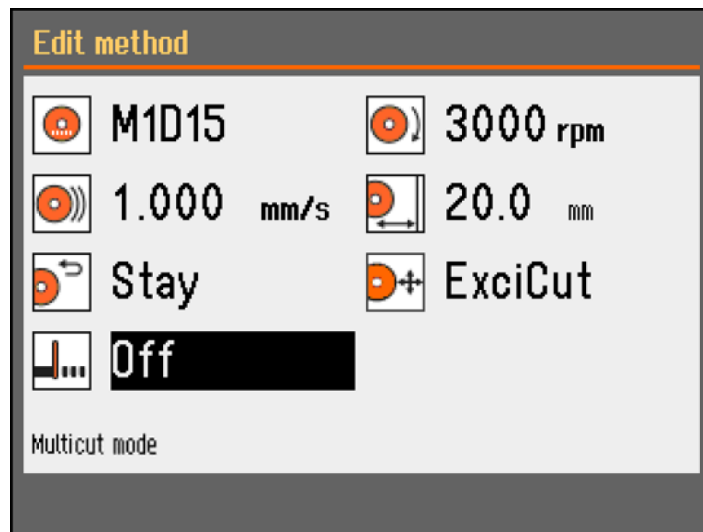 Edit method
M1D15 3000 rpm
1.000 mm/s 20.0 mm
Stay ExciCut
Off
Multicut mode